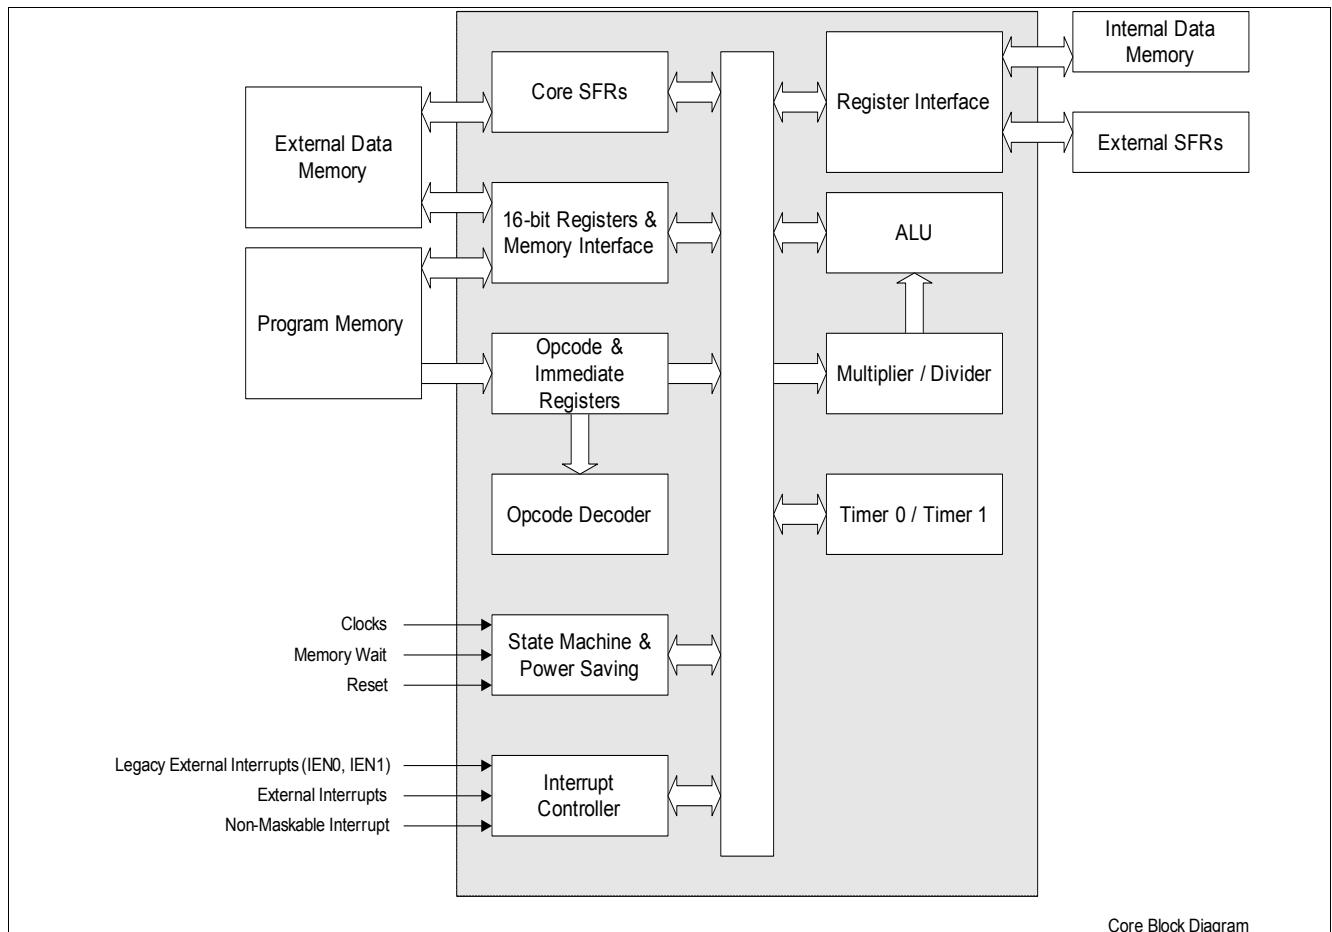 Internal Data
Memory
Core SFRs
Register Interface
External Data
Memory
External SFRs
16-bit Registers &
Memory Interface
ALU
Program Memory
Opcode &
Immediate
Registers
Multiplier / Divider
Opcode Decoder
Timer 0 / Timer 1
Clocks
Memory Wait
Reset
State Machine &
Power Saving
Legacy External Interrupts (IEN0, IEN1)
External Interrupts
Non-Maskable Interrupt
Interrupt
Controller
Core Block Diagram